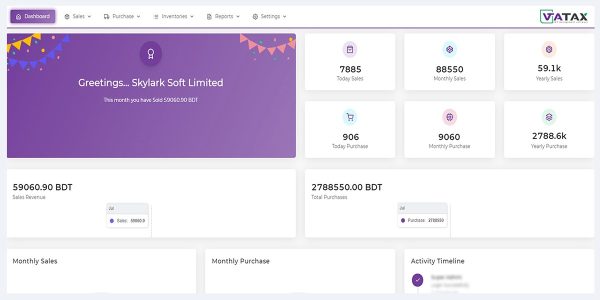 Dashboard
Sales
Purchase
Inventories
Reports
Settings
VATAX
Greetings... Skylark Soft Limited
This month you have Sold 59060.90 BDT
7885
Today Sales
88550
Monthly Sales
59.1k
Yearly Sales
906
Today Purchase
9060
Monthly Purchase
2788.6k
Yearly Purchase
59060.90 BDT
Sales Revenue
Jul
Sales: 59060.9
2788550.00 BDT
Total Purchases
Jul
Purchase: 2788550
Monthly Sales
Monthly Purchase
Activity Timeline